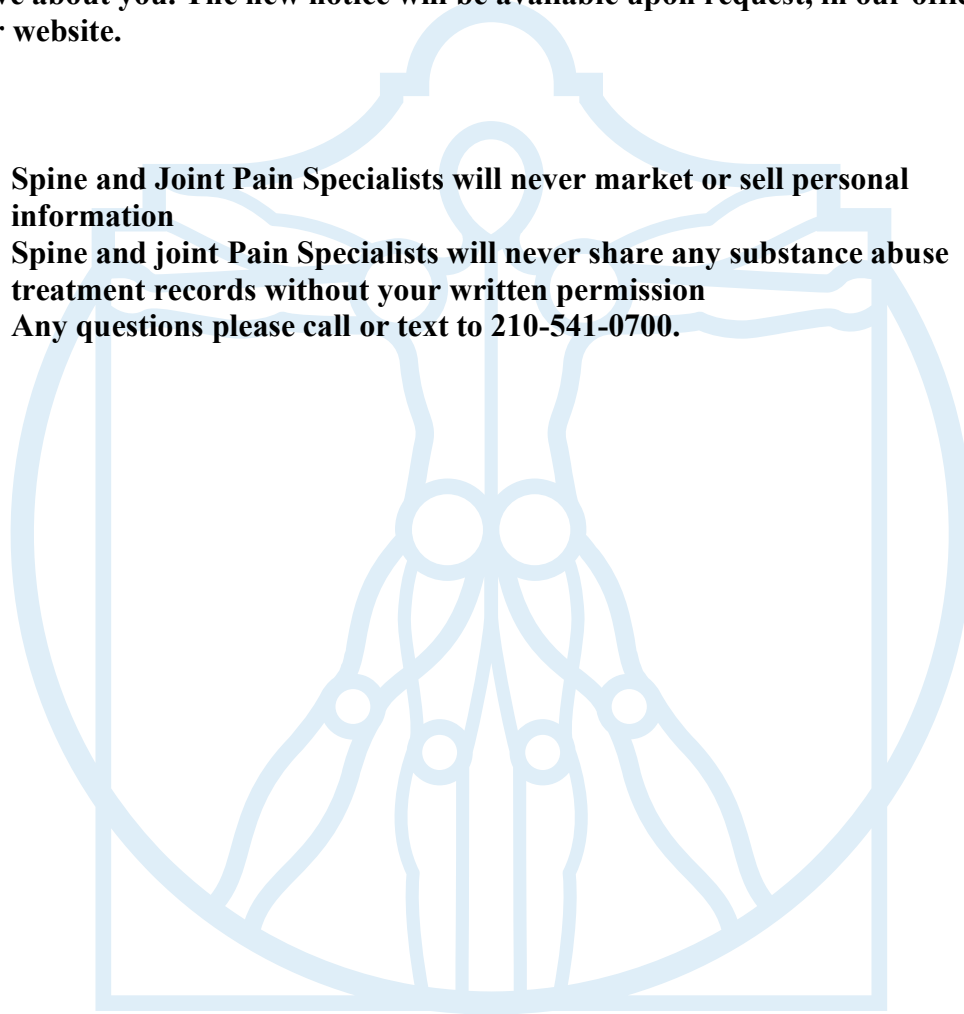 about you. The new notice will be available upon request, in our
website.
Spine and Joint Pain Specialists will never market or sell personal
information
Spine and joint Pain Specialists will never share any substance abuse
treatment records without your written permission
Any questions please call or text to 210-541-0700.